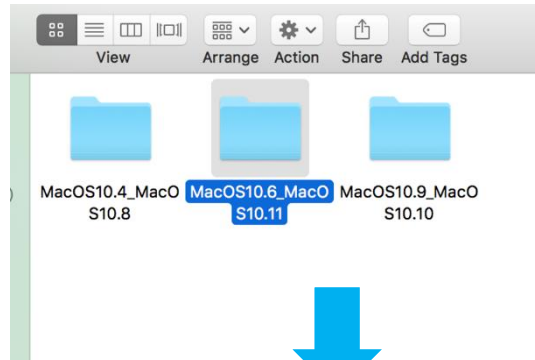 View Arrange Action Share Add Tags
MacOS10.4_MacO MacOS10.6_MacO MacOS10.9_MacO
S10.8 S10.11 S10.10
)